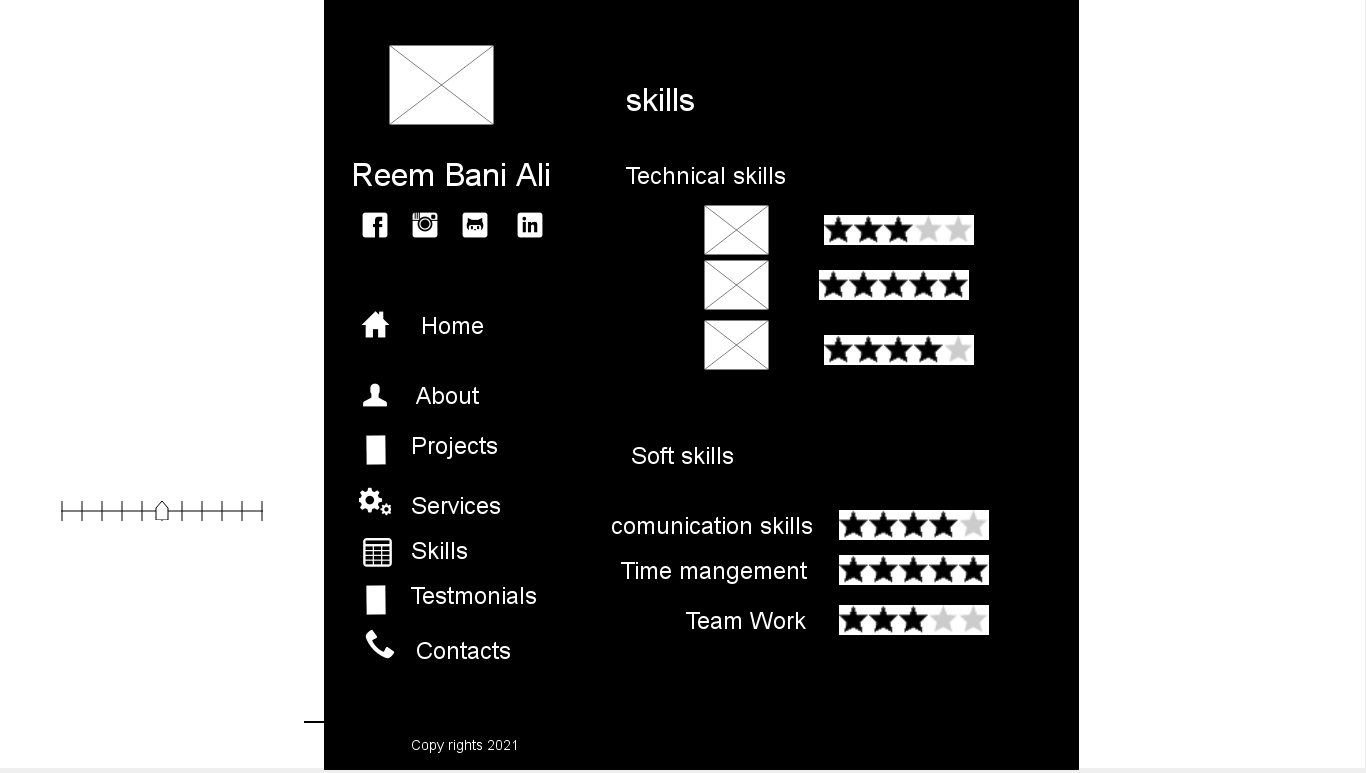 Reem Bani Ali
Home
About
Projects
Services
Skills
Testmonials
Contacts
Copy rights 2021
skills
Technical skills
Soft skills
comunication skills
Time mangement
Team Work